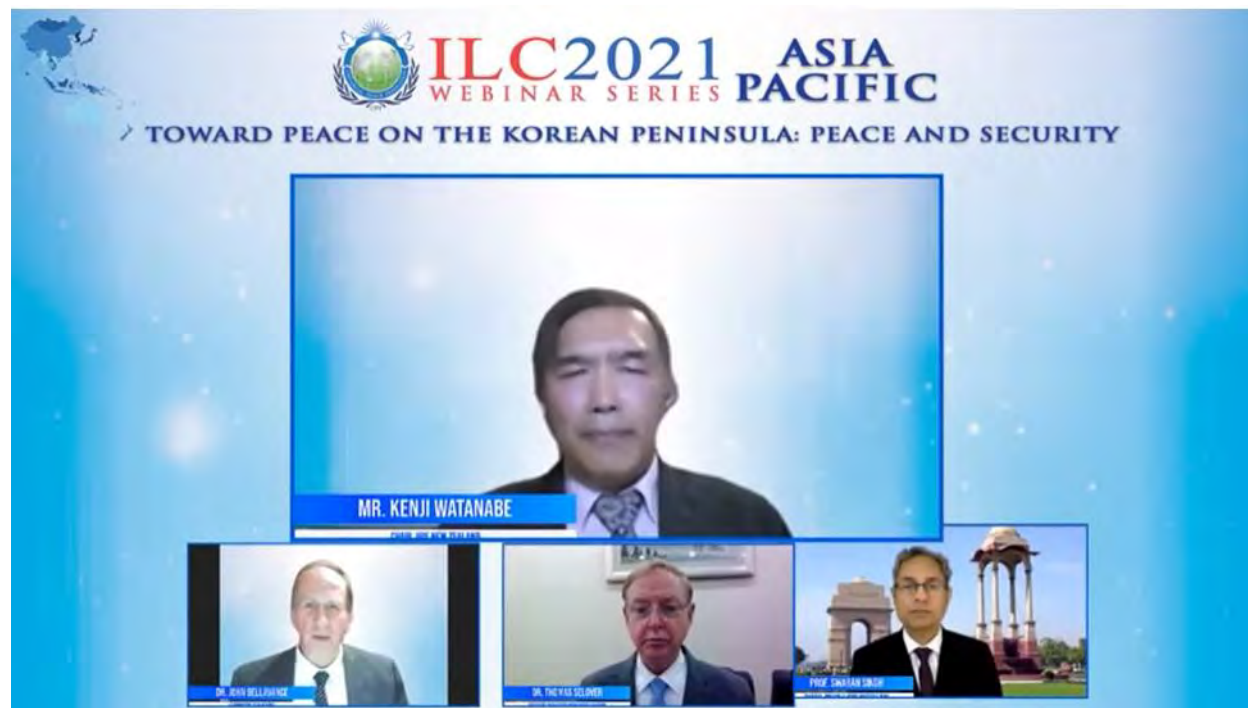 ILC2021
WEBINAR SERIES
ASIA
PACIFIC
TOWARD PEACE ON THE KOREAN PENINSULA: PEACE AND SECURITY
MR. KENJI WATANABE
DR. JOHN BELLAVANCE
DR. THOMAS SELOVER
PROF. SWARAN SINGH